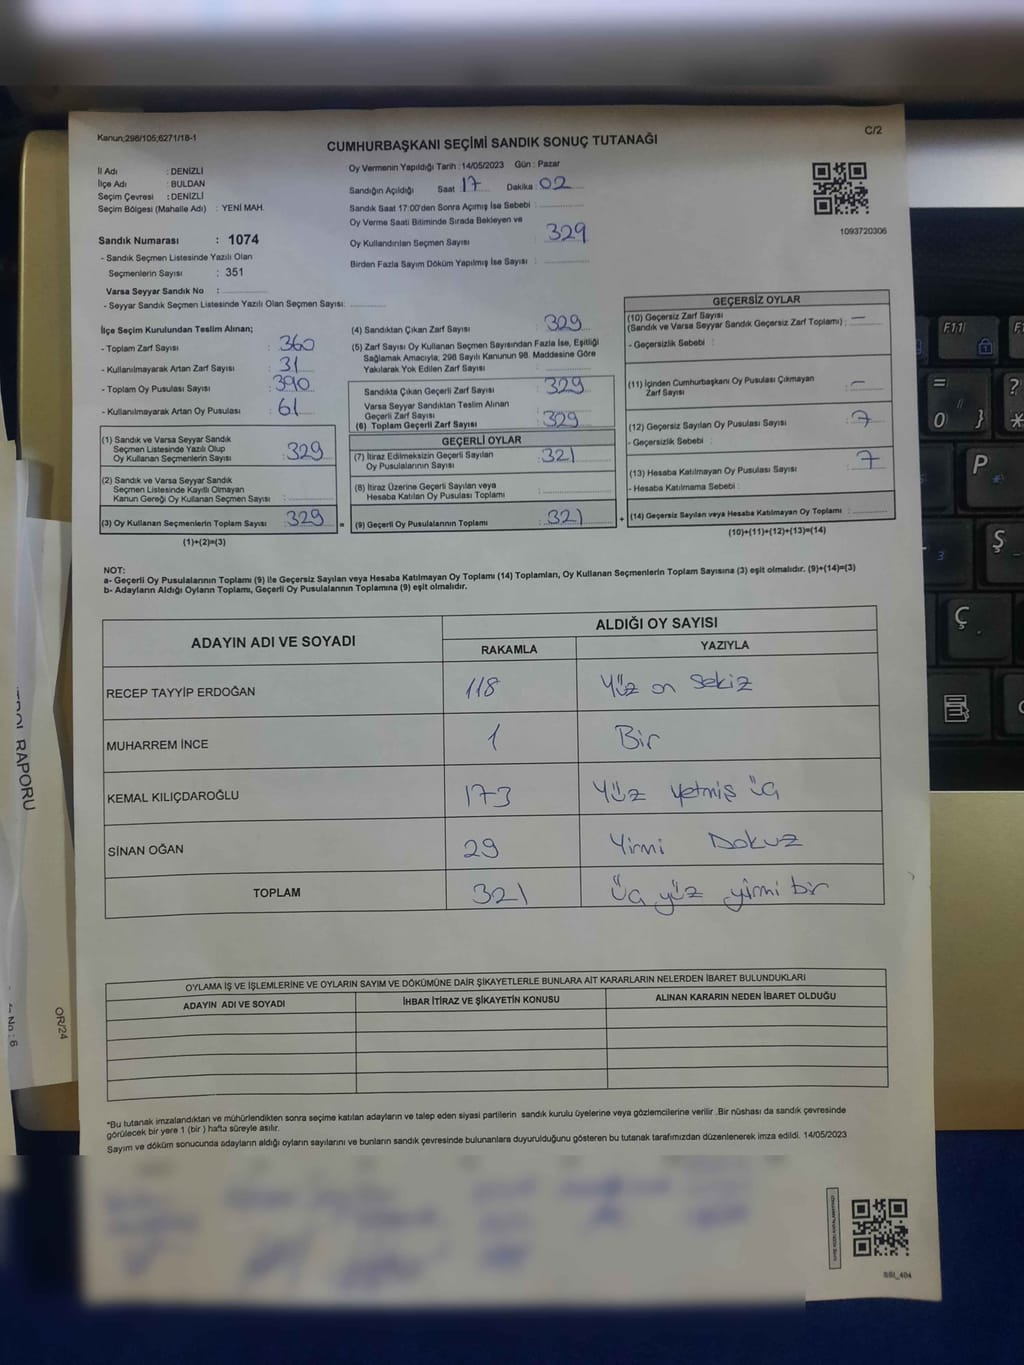 Kanun;298/105;6271/18-1
C/2
CUMHURBAŞKANI SEÇİMİ SANDIK SONUÇ TUTANAĞI
İl Adı : DENİZLİ
İlçe Adı : BULDAN
Seçim Çevresi : DENİZLİ
Seçim Bölgesi (Mahalle Adı) : YENİ MAH.
Sandık Numarası : 1074
- Sandık Seçmen Listesinde Yazılı Olan
Seçmenlerin Sayısı : 351
Varsa Seyyar Sandık No :
- Seyyar Sandık Seçmen Listesinde Yazılı Olan Seçmen Sayısı:
Oy Vermenin Yapıldığı Tarih : 14/05/2023 Gün : Pazar
Sandığın Açıldığı Saat : 17 Dakika : 02
Sandık Saat 17:00'den Sonra Açımış İse Sebebi :
Oy Verme Saati Bitiminde Sırada Bekleyen ve
Oy Kullandırılan Seçmen Sayısı : 329
Birden Fazla Sayım Döküm Yapılmış İse Sayısı :
1093720306
İlçe Seçim Kurulundan Teslim Alınan;
- Toplam Zarf Sayısı : 360
- Kullanılmayarak Artan Zarf Sayısı : 31
- Toplam Oy Pusulası Sayısı : 390
- Kullanılmayarak Artan Oy Pusulası : 61
(1) Sandık ve Varsa Seyyar Sandık
Seçmen Listesinde Yazılı Olup
Oy Kullanan Seçmenlerin Sayısı : 329
(2) Sandık ve Varsa Seyyar Sandık
Seçmen Listesinde Kayıtlı Olmayan
Kanun Gereği Oy Kullanan Seçmen Sayısı :
(3) Oy Kullanan Seçmenlerin Toplam Sayısı : 329
(1)+(2)=(3)
(4) Sandıktan Çıkan Zarf Sayısı : 329
(5) Zarf Sayısı Oy Kullanan Seçmen Sayısından Fazla İse, Eşitliği
Sağlamak Amacıyla; 298 Sayılı Kanunun 98. Maddesine Göre
Yakılarak Yok Edilen Zarf Sayısı :
Sandıkta Çıkan Geçerli Zarf Sayısı : 329
Varsa Seyyar Sandıktan Teslim Alınan
Geçerli Zarf Sayısı :
(6) Toplam Geçerli Zarf Sayısı : 329
GEÇERLİ OYLAR
(7) İtiraz Edilmeksizin Geçerli Sayılan
Oy Pusulalarının Sayısı : 321
(8) İtiraz Üzerine Geçerli Sayılan veya
Hesaba Katılan Oy Pusulası Toplamı :
= (9) Geçerli Oy Pusulalarının Toplamı : 321
GEÇERSİZ OYLAR
(10) Geçersiz Zarf Sayısı
(Sandık ve Varsa Seyyar Sandık Geçersiz Zarf Toplamı) : —
- Geçersizlik Sebebi :
(11) İçinden Cumhurbaşkanı Oy Pusulası Çıkmayan
Zarf Sayısı : —
(12) Geçersiz Sayılan Oy Pusulası Sayısı : 7
- Geçersizlik Sebebi :
(13) Hesaba Katılmayan Oy Pusulası Sayısı : 7
- Hesaba Katılmama Sebebi :
+ (14) Geçersiz Sayılan veya Hesaba Katılmayan Oy Toplamı :
(10)+(11)+(12)+(13)=(14)
NOT:
a- Geçerli Oy Pusulalarının Toplamı (9) ile Geçersiz Sayılan veya Hesaba Katılmayan Oy Toplamı (14) Toplamları, Oy Kullanan Seçmenlerin Toplam Sayısına (3) eşit olmalıdır. (9)+(14)=(3)
b- Adayların Aldığı Oyların Toplamı, Geçerli Oy Pusulalarının Toplamına (9) eşit olmalıdır.
ADAYIN ADI VE SOYADI
ALDIĞI OY SAYISI
RAKAMLA YAZIYLA
RECEP TAYYİP ERDOĞAN 118 Yüz on Sekiz
MUHARREM İNCE 1 Bir
KEMAL KILIÇDAROĞLU 173 Yüz yetmiş üç
SİNAN OĞAN 29 Yirmi Dokuz
TOPLAM 321 Üç yüz yirmi bir
OYLAMA İŞ VE İŞLEMLERİNE VE OYLARIN SAYIM VE DÖKÜMÜNE DAİR ŞİKAYETLERLE BUNLARA AİT KARARLARIN NELERDEN İBARET BULUNDUKLARI
ADAYIN ADI VE SOYADI İHBAR İTİRAZ VE ŞİKAYETİN KONUSU ALINAN KARARIN NEDEN İBARET OLDUĞU
*Bu tutanak imzalandıktan ve mühürlendikten sonra seçime katılan adayların ve talep eden siyasi partilerin sandık kurulu üyelerine veya gözlemcilerine verilir .Bir nüshası da sandık çevresinde
görülecek bir yere 1 (bir ) hafta süreyle asılır.
Sayım ve döküm sonucunda adayların aldığı oyların sayılarını ve bunların sandık çevresinde bulunanlara duyurulduğunu gösteren bu tutanak tarafımızdan düzenlenerek imza edildi. 14/05/2023
SSI_404
RAPORU
OR/24
No : 6
F11
=
0
}
?
*
P
3
Ş
Ç